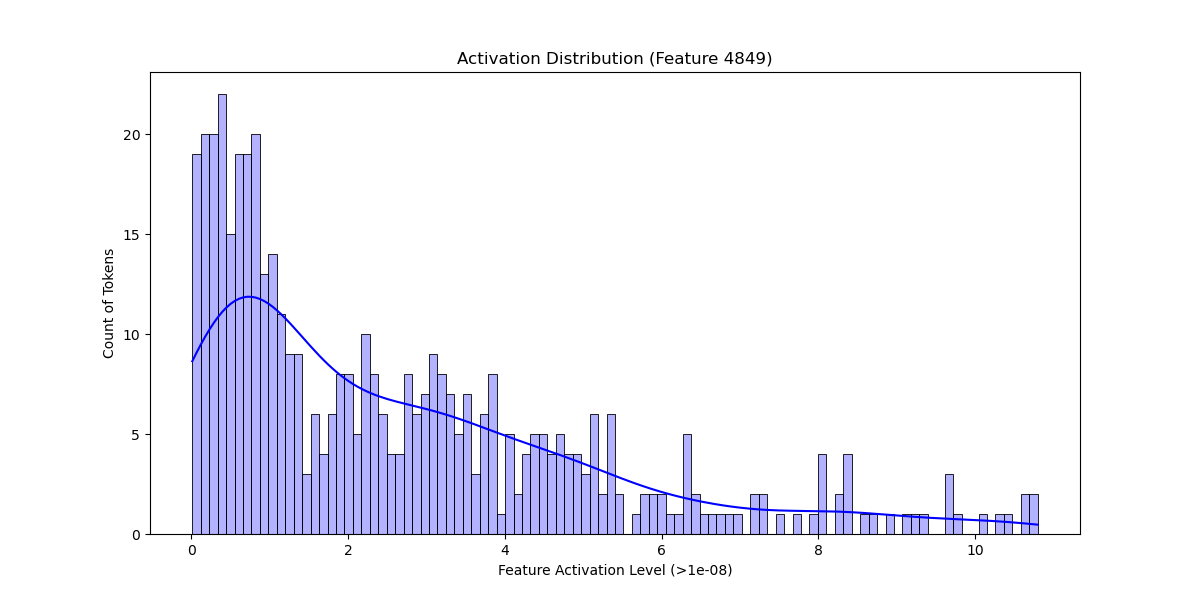 Activation Distribution (Feature 4849)
Count of Tokens
20
15
10
5
0
0 2 4 6 8 10
Feature Activation Level (>1e-08)